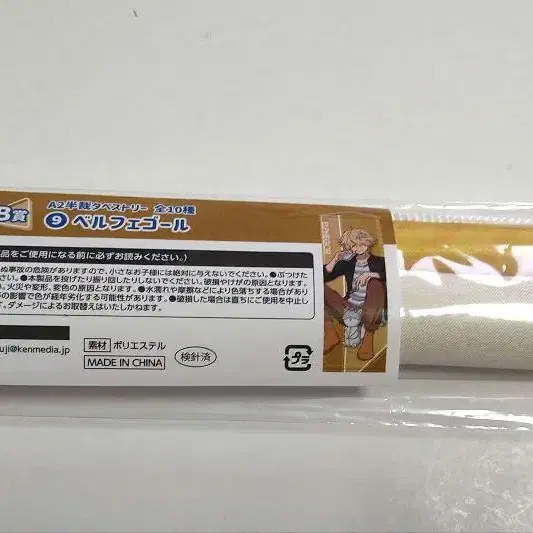 B賞
A2半裁タペストリー 全10種
⑨ ベルフェゴール
品をご使用になる前に必ずお読みください。)
ぬ事故の危険がありますので、小さなお子様には絶対に与えないでください。●ぶつけた
ください。●本製品を投げたり振り回したりしないでください。破損やけがの原因となります。
い。火災や変形、変色の原因となります。●水濡れや摩擦などにより色落ちする場合があり
の影響で色が経年劣化する可能性があります。●破損した場合は直ちにご使用を中止し
す。ダメージによるお取替えはいたしかねます。
uji@kenmedia.jp
素材 ポリエステル
MADE IN CHINA
検針済
プラ